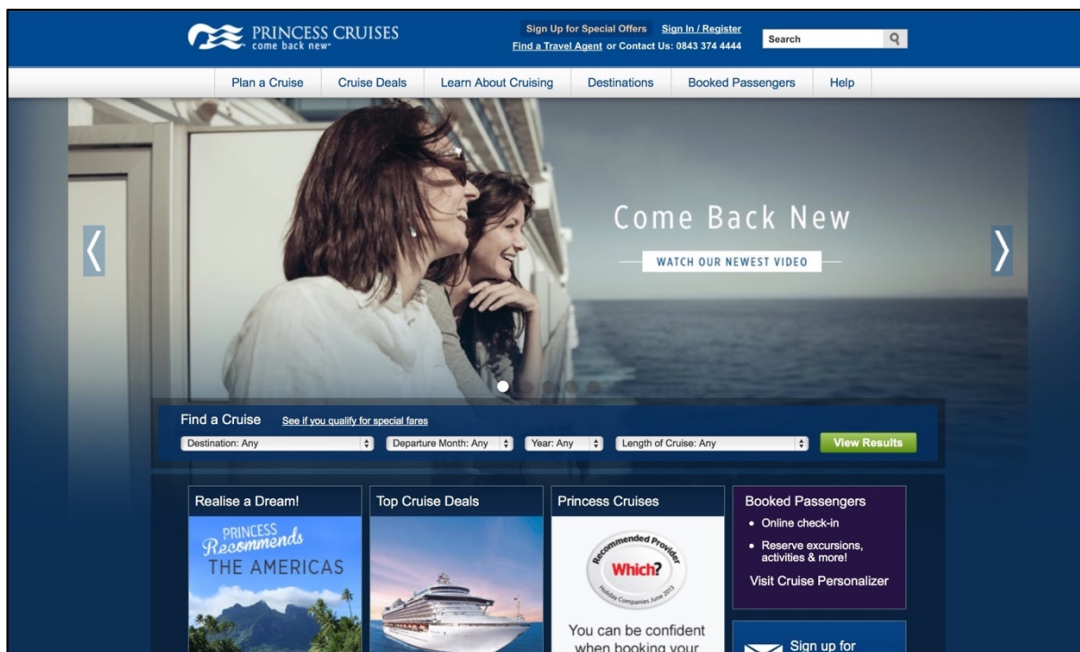 PRINCESS CRUISES
come back new℠
Sign Up for Special Offers Sign In / Register
Find a Travel Agent or Contact Us: 0843 374 4444
Search
Plan a Cruise Cruise Deals Learn About Cruising Destinations Booked Passengers Help
Come Back New
WATCH OUR NEWEST VIDEO
Find a Cruise See if you qualify for special fares
Destination: Any Departure Month: Any Year: Any Length of Cruise: Any View Results
Realise a Dream!
PRINCESS
Recommends
THE AMERICAS
Top Cruise Deals
Princess Cruises
Recommended Provider
Which?
Holiday Companies June 2013
You can be confident
when booking your
Booked Passengers
• Online check-in
• Reserve excursions,
activities & more!
Visit Cruise Personalizer
Sign up for